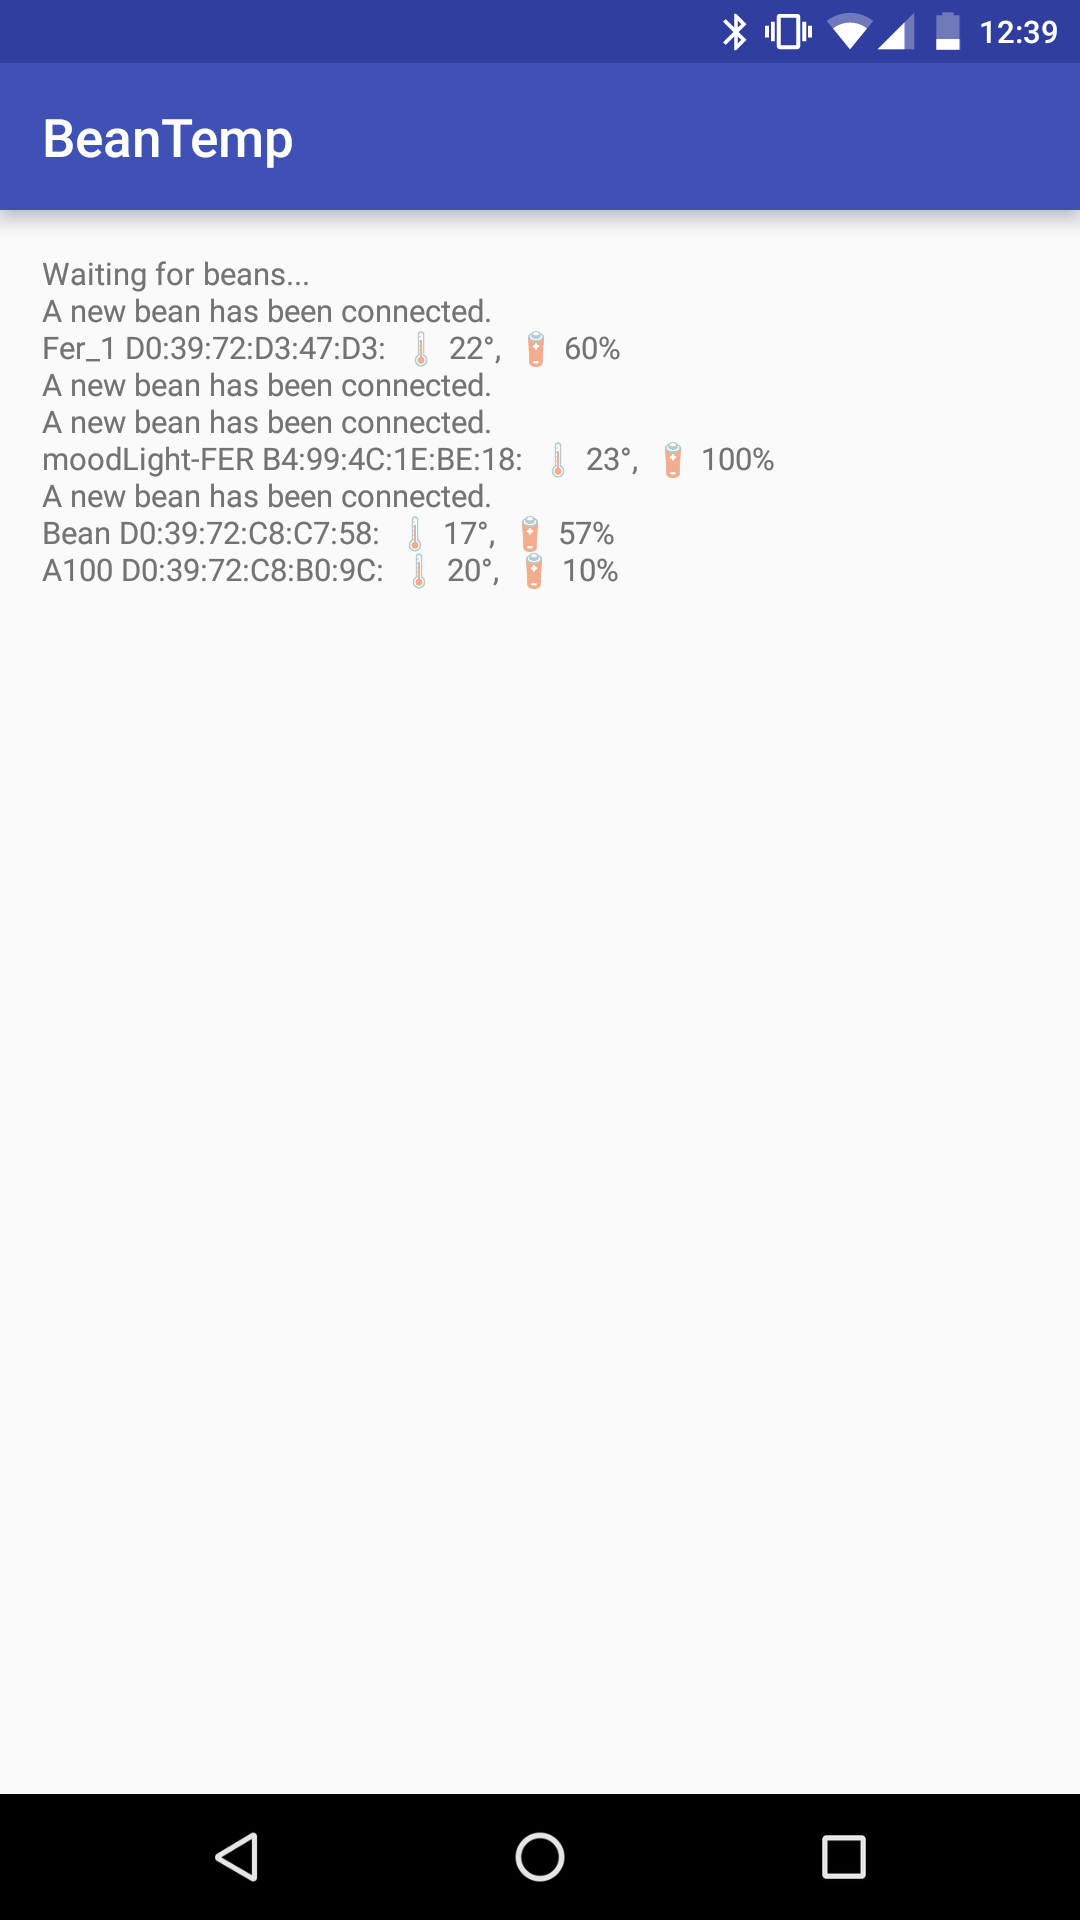 12:39
BeanTemp
Waiting for beans...
A new bean has been connected.
Fer_1 D0:39:72:D3:47:D3: 🌡 22°, 🔋 60%
A new bean has been connected.
A new bean has been connected.
moodLight-FER B4:99:4C:1E:BE:18: 🌡 23°, 🔋 100%
A new bean has been connected.
Bean D0:39:72:C8:C7:58: 🌡 17°, 🔋 57%
A100 D0:39:72:C8:B0:9C: 🌡 20°, 🔋 10%